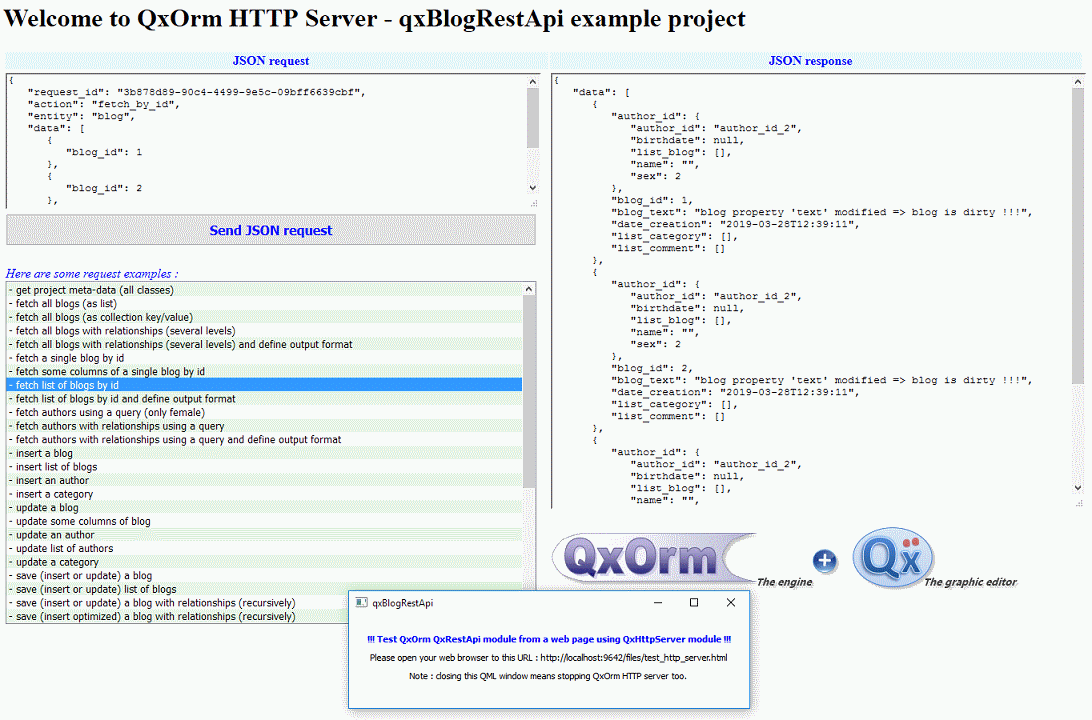 Welcome to QxOrm HTTP Server - qxBlogRestApi example project
JSON request
{
"request_id": "3b878d89-90c4-4499-9e5c-09bff6639cbf",
"action": "fetch_by_id",
"entity": "blog",
"data": [
{
"blog_id": 1
},
{
"blog_id": 2
},
Send JSON request
Here are some request examples :
- get project meta-data (all classes)
- fetch all blogs (as list)
- fetch all blogs (as collection key/value)
- fetch all blogs with relationships (several levels)
- fetch all blogs with relationships (several levels) and define output format
- fetch a single blog by id
- fetch some columns of a single blog by id
- fetch list of blogs by id
- fetch list of blogs by id and define output format
- fetch authors using a query (only female)
- fetch authors with relationships using a query
- fetch authors with relationships using a query and define output format
- insert a blog
- insert list of blogs
- insert an author
- insert a category
- update a blog
- update some columns of blog
- update an author
- update list of authors
- update a category
- save (insert or update) a blog
- save (insert or update) list of blogs
- save (insert or update) a blog with relationships (recursively)
- save (insert optimized) a blog with relationships (recursively)
JSON response
{
"data": [
{
"author_id": {
"author_id": "author_id_2",
"birthdate": null,
"list_blog": [],
"name": "",
"sex": 2
},
"blog_id": 1,
"blog_text": "blog property 'text' modified => blog is dirty !!!",
"date_creation": "2019-03-28T12:39:11",
"list_category": [],
"list_comment": []
},
{
"author_id": {
"author_id": "author_id_2",
"birthdate": null,
"list_blog": [],
"name": "",
"sex": 2
},
"blog_id": 2,
"blog_text": "blog property 'text' modified => blog is dirty !!!",
"date_creation": "2019-03-28T12:39:11",
"list_category": [],
"list_comment": []
},
{
"author_id": {
"author_id": "author_id_2",
"birthdate": null,
"list_blog": [],
"name": "",
QxOrm
The engine
+
Qx
The graphic editor
qxBlogRestApi
!!! Test QxOrm QxRestApi module from a web page using QxHttpServer module !!!
Please open your web browser to this URL : http://localhost:9642/files/test_http_server.html
Note : closing this QML window means stopping QxOrm HTTP server too.